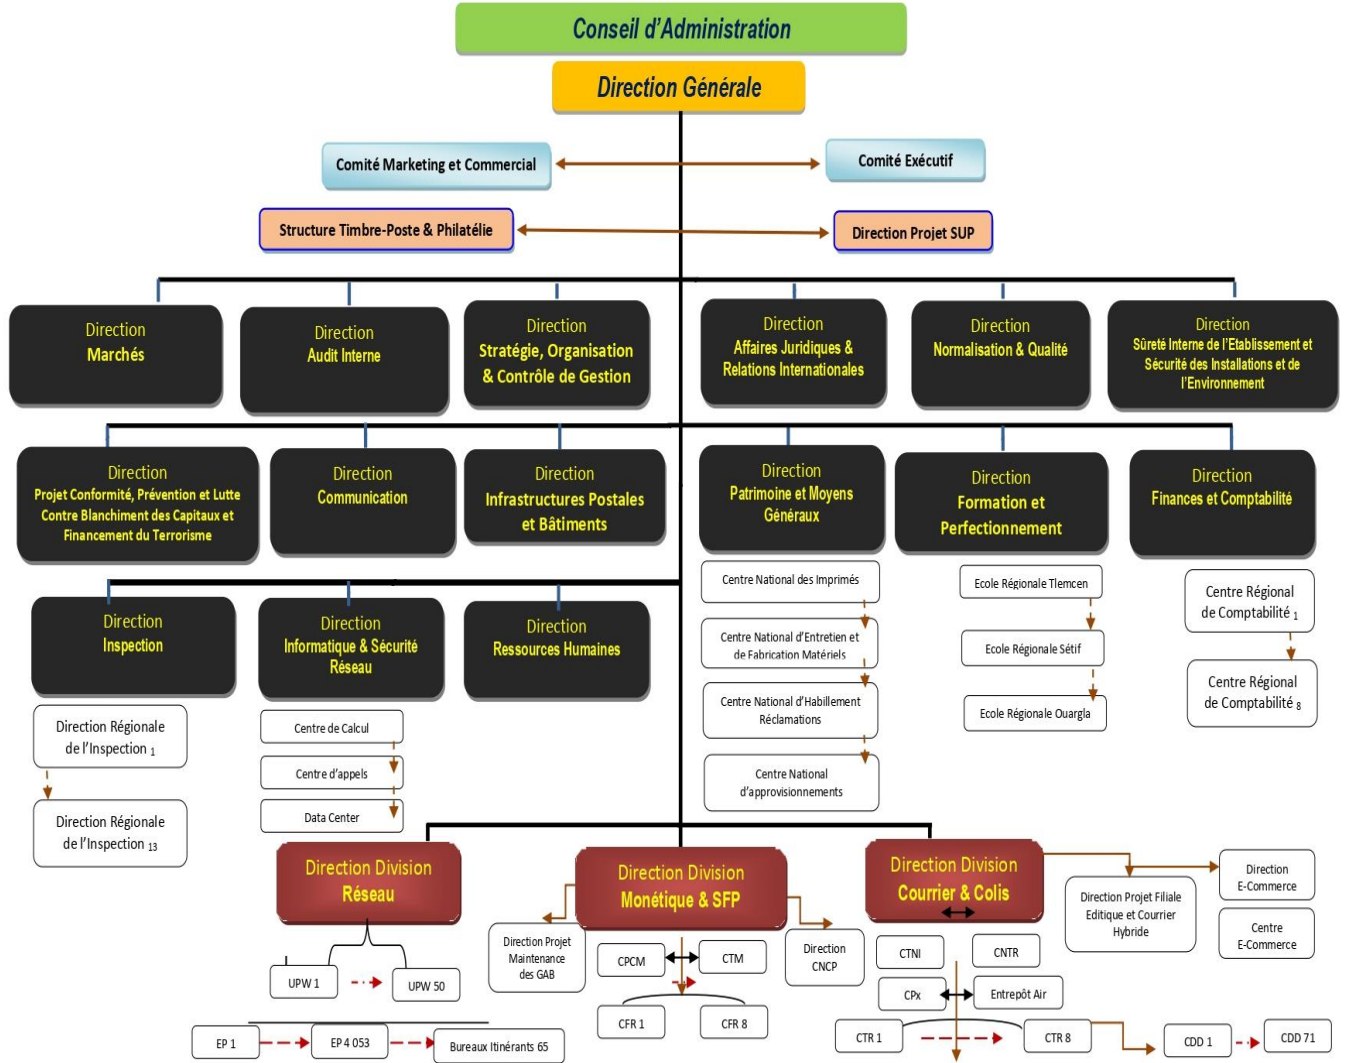 Conseil d'Administration
Direction Générale
Comité Marketing et Commercial
Comité Exécutif
Structure Timbre-Poste & Philatélie
Direction Projet SUP
Direction
Marchés
Direction
Audit Interne
Direction
Stratégie, Organisation
& Contrôle de Gestion
Direction
Affaires Juridiques &
Relations Internationales
Direction
Normalisation & Qualité
Direction
Sûreté Interne de l'Etablissement et
Sécurité des Installations et de
l'Environnement
Direction
Projet Conformité, Prévention et Lutte
Contre Blanchiment des Capitaux et
Financement du Terrorisme
Direction
Communication
Direction
Infrastructures Postales
et Bâtiments
Direction
Patrimoine et Moyens
Généraux
Direction
Formation et
Perfectionnement
Direction
Finances et Comptabilité
Centre National des Imprimés
Centre National d'Entretien et
de Fabrication Matériels
Centre National d'Habillement
Réclamations
Centre National
d'approvisionnements
Ecole Régionale Tlemcen
Ecole Régionale Sétif
Ecole Régionale Ouargla
Centre Régional
de Comptabilité 1
Centre Régional
de Comptabilité 8
Direction
Inspection
Direction
Informatique & Sécurité
Réseau
Direction
Ressources Humaines
Direction Régionale
de l'Inspection 1
Direction Régionale
de l'Inspection 13
Centre de Calcul
Centre d'appels
Data Center
Direction Division
Réseau
Direction Division
Monétique & SFP
Direction Division
Courrier & Colis
UPW 1
UPW 50
EP 1
EP 4 053
Bureaux Itinérants 65
Direction Projet
Maintenance
des GAB
CPCM
CTM
CFR 1
CFR 8
Direction
CNCP
CTNI
CNTR
CPx
Entrepôt Air
CTR 1
CTR 8
CDD 1
CDD 71
Direction Projet Filiale
Editique et Courrier
Hybride
Direction
E-Commerce
Centre
E-Commerce